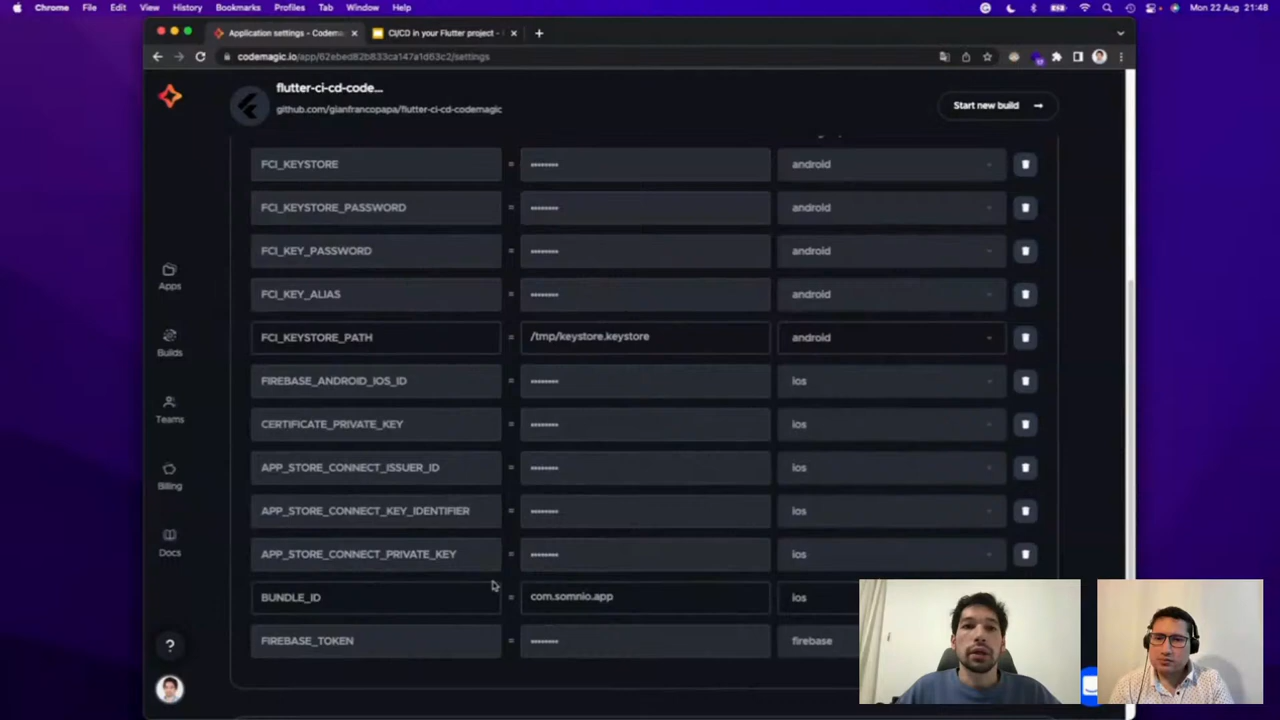 Chrome File Edit View History Bookmarks Profiles Tab Window Help Mon 22 Aug 21:48
Application settings - Codema CI/CD in your Flutter project -
codemagic.io/app/62ebed82b833ca147a1d63c2/settings
flutter-ci-cd-code...
github.com/gianfrancopapa/flutter-ci-cd-codemagic
Start new build →
Apps
Builds
Teams
Billing
Docs
?
FCI_KEYSTORE = •••••••• android
FCI_KEYSTORE_PASSWORD = •••••••• android
FCI_KEY_PASSWORD = •••••••• android
FCI_KEY_ALIAS = •••••••• android
FCI_KEYSTORE_PATH = /tmp/keystore.keystore android
FIREBASE_ANDROID_IOS_ID = •••••••• ios
CERTIFICATE_PRIVATE_KEY = •••••••• ios
APP_STORE_CONNECT_ISSUER_ID = •••••••• ios
APP_STORE_CONNECT_KEY_IDENTIFIER = •••••••• ios
APP_STORE_CONNECT_PRIVATE_KEY = •••••••• ios
BUNDLE_ID = com.somnio.app ios
FIREBASE_TOKEN = •••••••• firebase